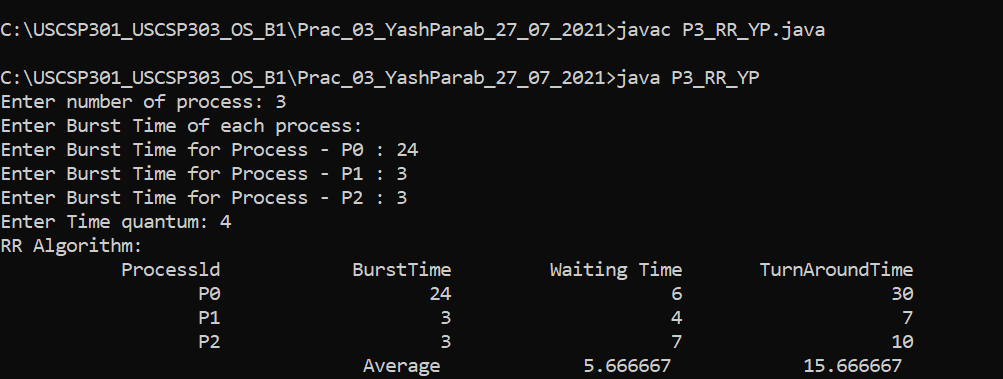 C:\USCSP301_USCSP303_OS_B1\Prac_03_YashParab_27_07_2021>javac P3_RR_YP.java
C:\USCSP301_USCSP303_OS_B1\Prac_03_YashParab_27_07_2021>java P3_RR_YP
Enter number of process: 3
Enter Burst Time of each process:
Enter Burst Time for Process - P0 : 24
Enter Burst Time for Process - P1 : 3
Enter Burst Time for Process - P2 : 3
Enter Time quantum: 4
RR Algorithm:
Processld BurstTime Waiting Time TurnAroundTime
P0 24 6 30
P1 3 4 7
P2 3 7 10
Average 5.666667 15.666667